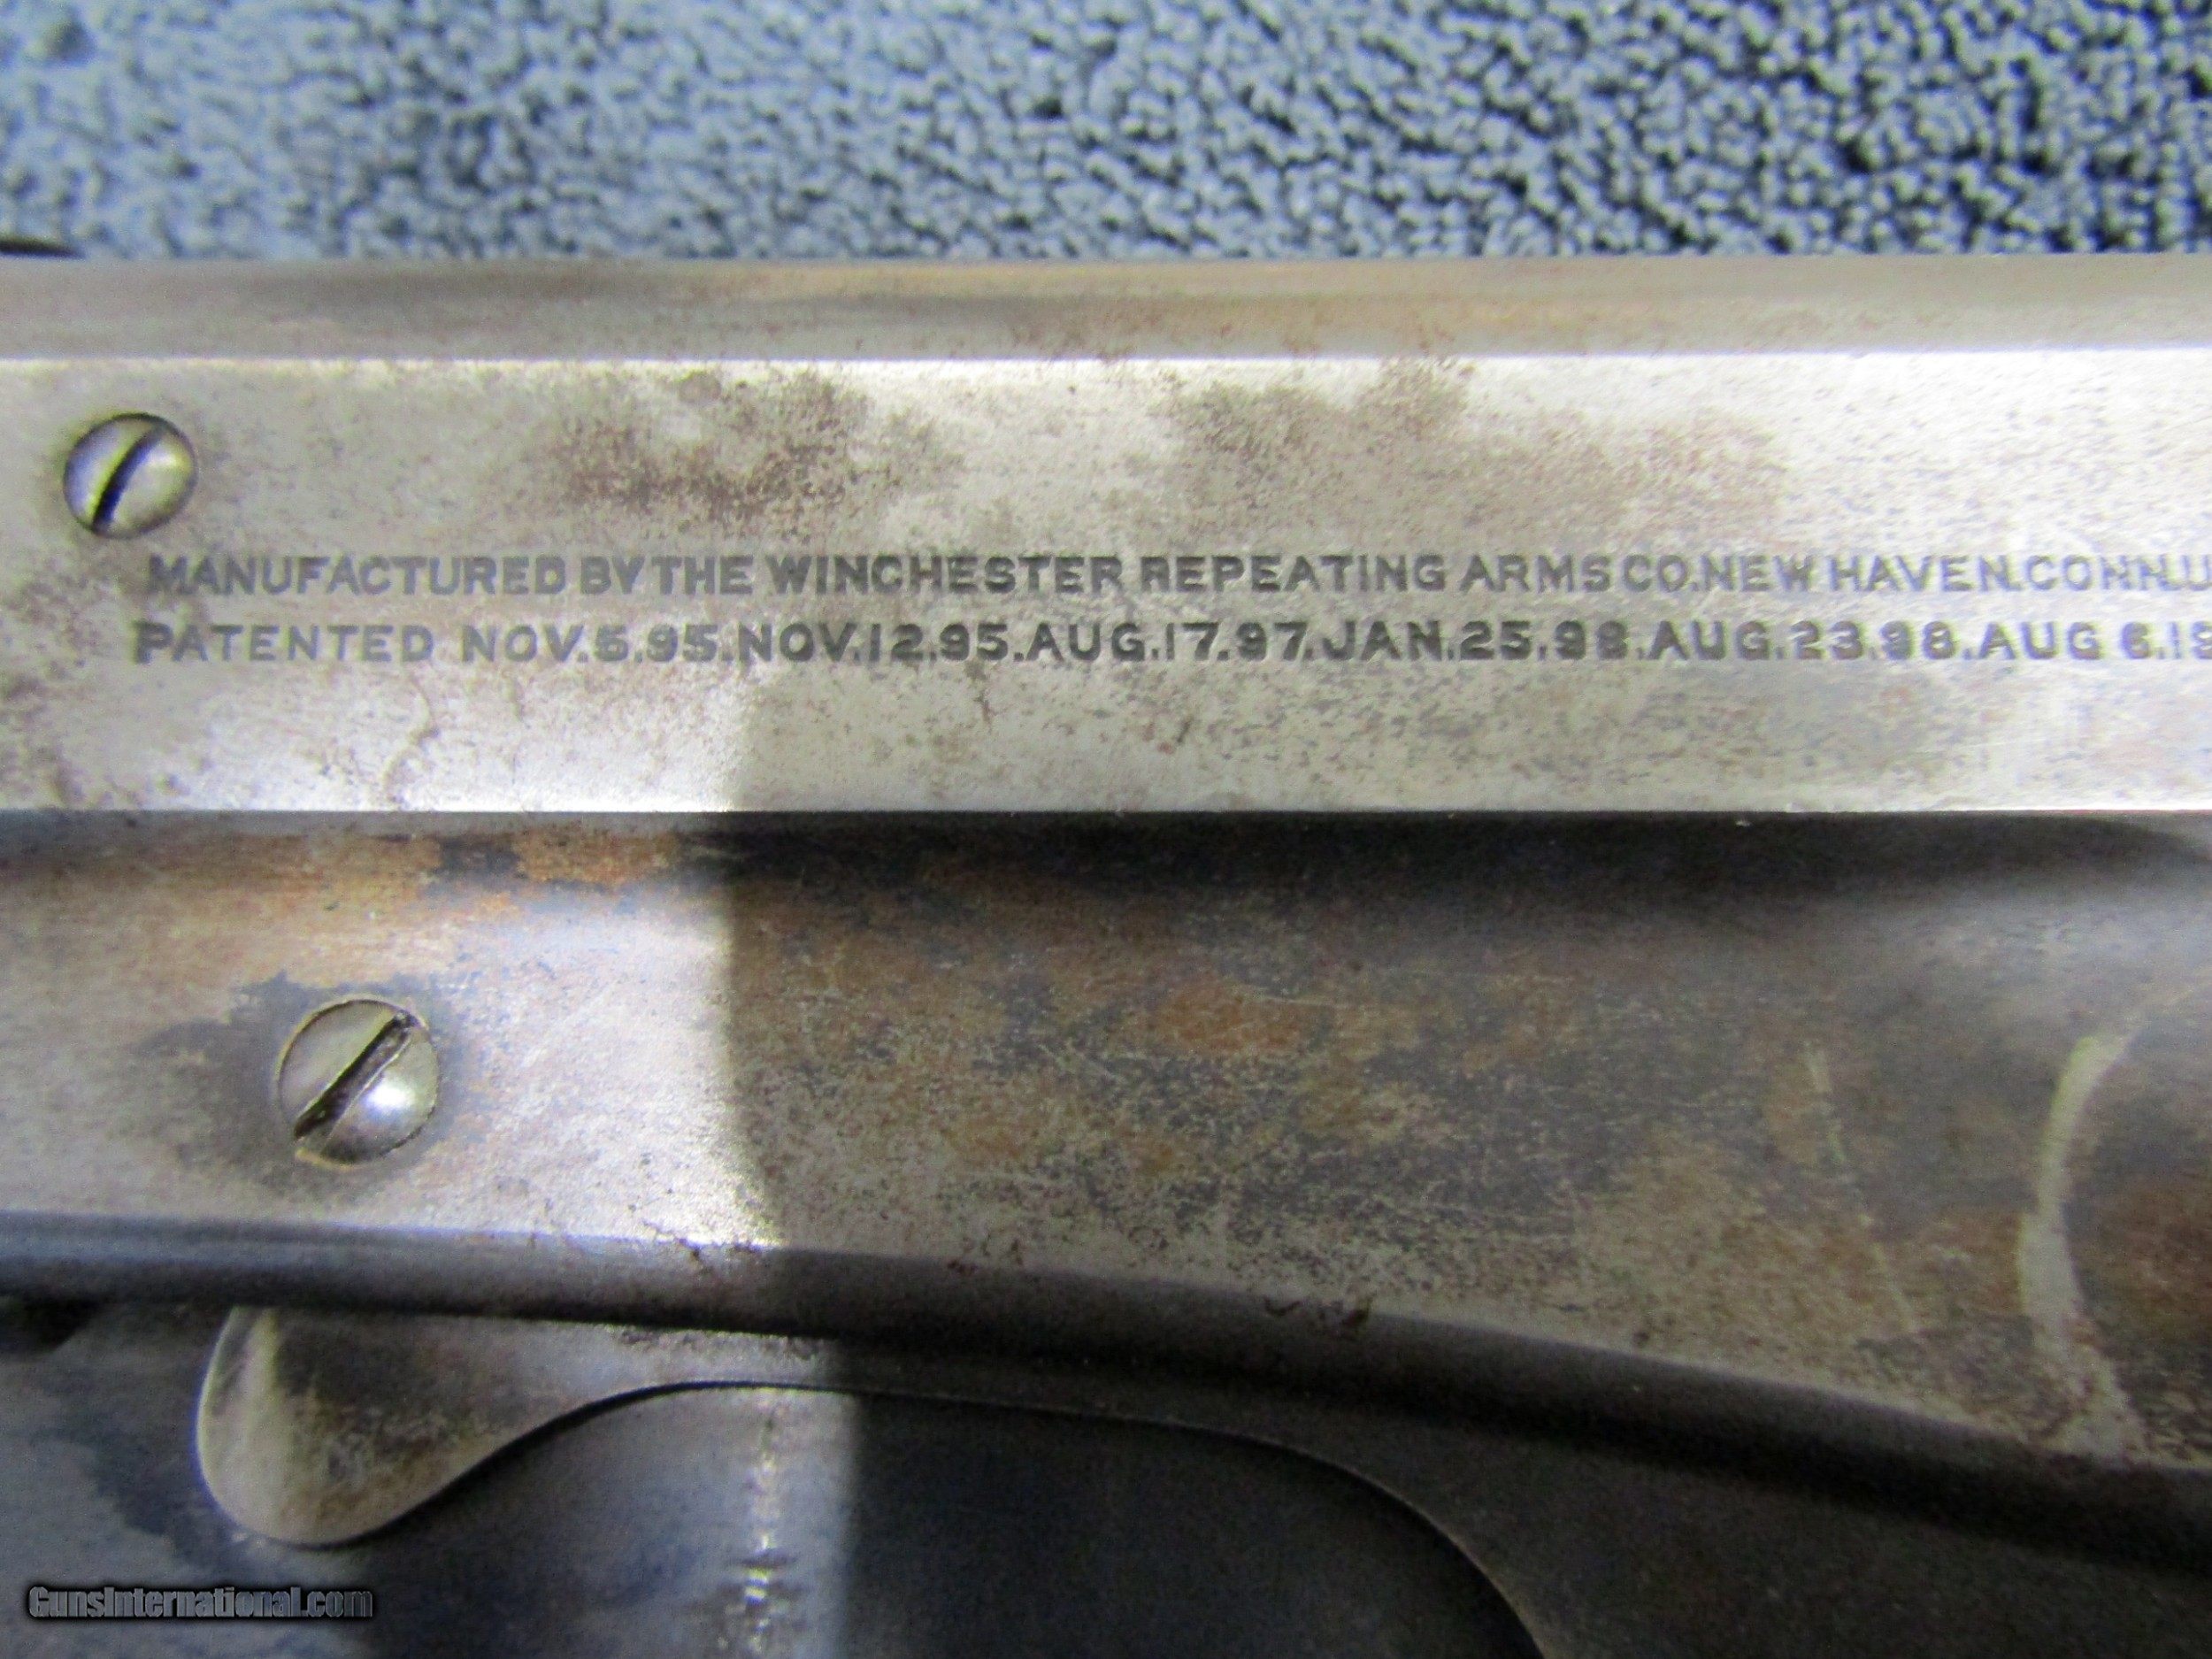 MANUFACTURED BY THE WINCHESTER REPEATING ARMS CO. NEW HAVEN. CONN. U
PATENTED NOV. 5. 95. NOV. 12. 95. AUG. 17. 97. JAN. 25. 98. AUG. 23. 98. AUG 6. 19
GunsInternational.com